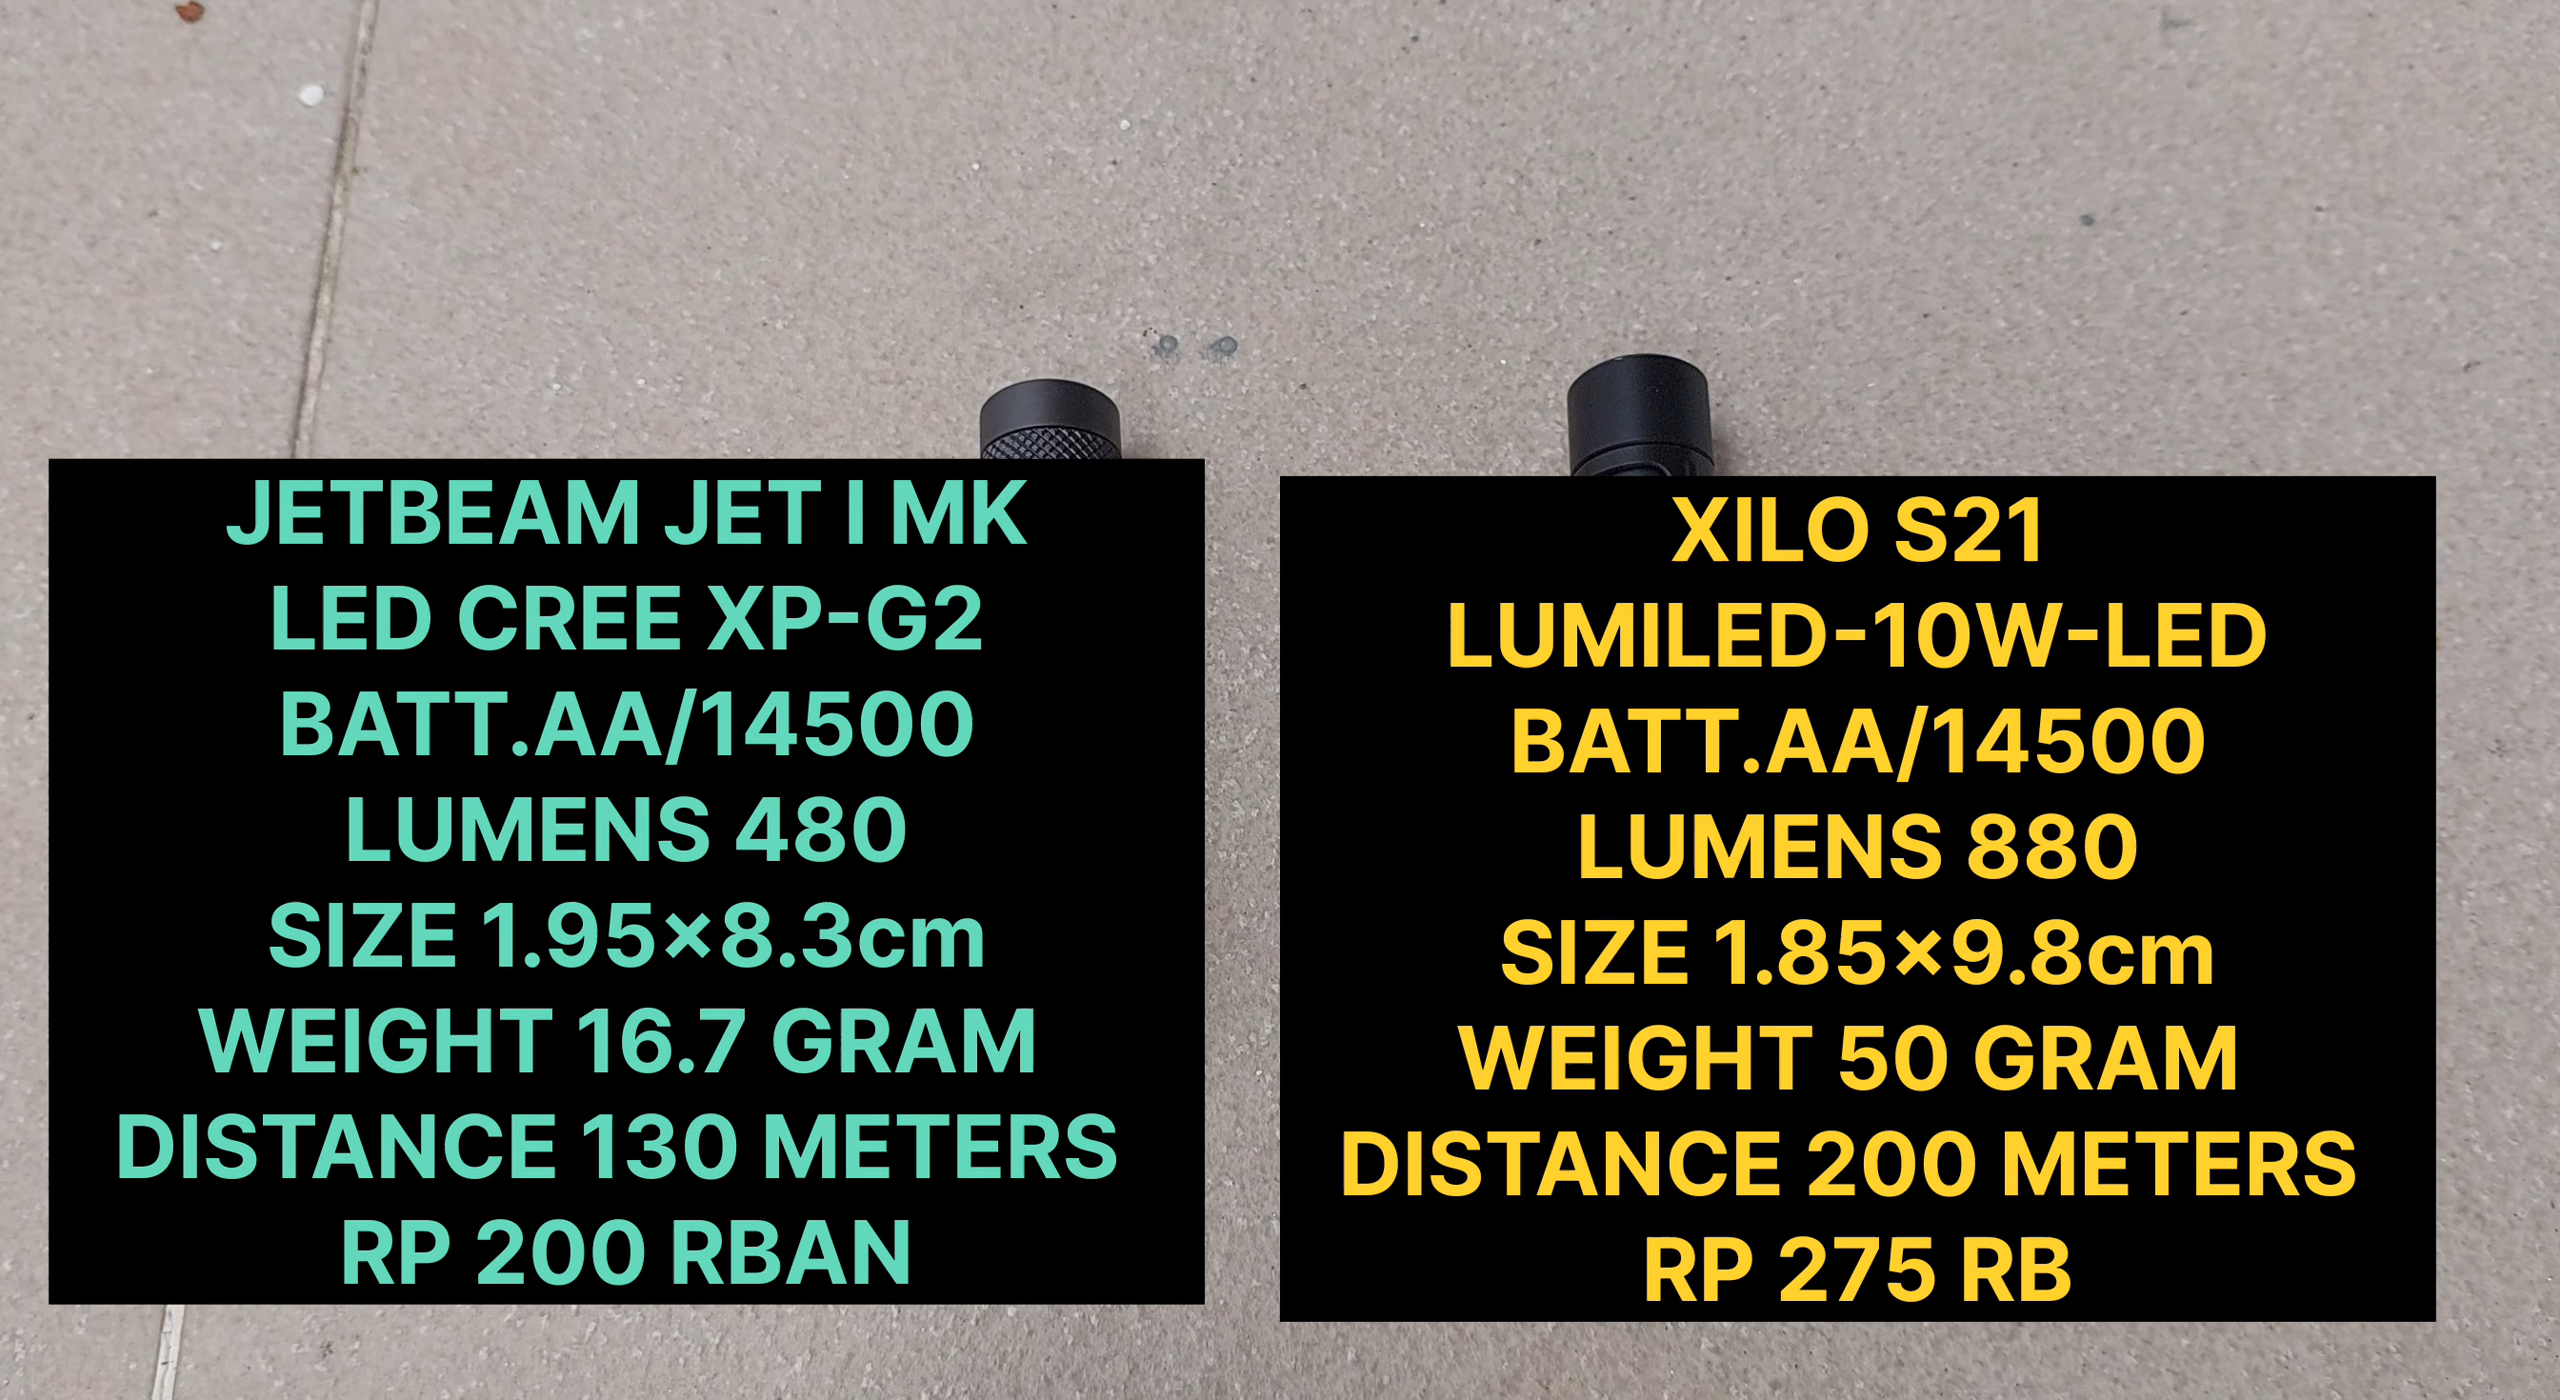 JETBEAM JET I MK
LED CREE XP-G2
BATT.AA/14500
LUMENS 480
SIZE 1.95×8.3cm
WEIGHT 16.7 GRAM
DISTANCE 130 METERS
RP 200 RBAN
XILO S21
LUMILED-10W-LED
BATT.AA/14500
LUMENS 880
SIZE 1.85×9.8cm
WEIGHT 50 GRAM
DISTANCE 200 METERS
RP 275 RB